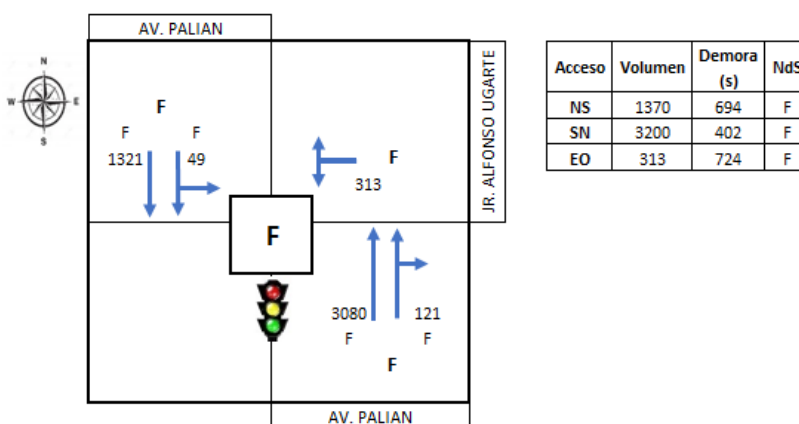 AV. PALIAN
N
W
E
S
F
F
F
1321
49
F
313
JR. ALFONSO UGARTE
F
3080
121
F
F
F
AV. PALIAN
Acceso Volumen Demora (s) NdS
NS 1370 694 F
SN 3200 402 F
EO 313 724 F